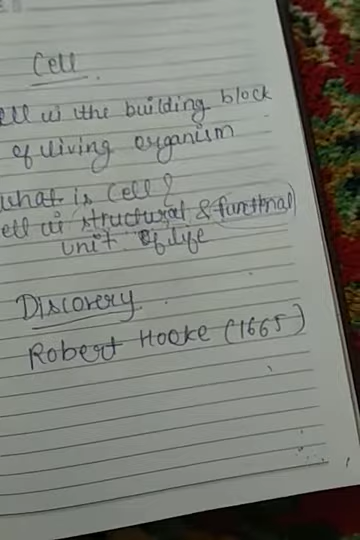 Cell
ell is the building block
of living organism
what is Cell?
ell is structural & functional
unit of life
Discovery
Robert Hooke (1665)